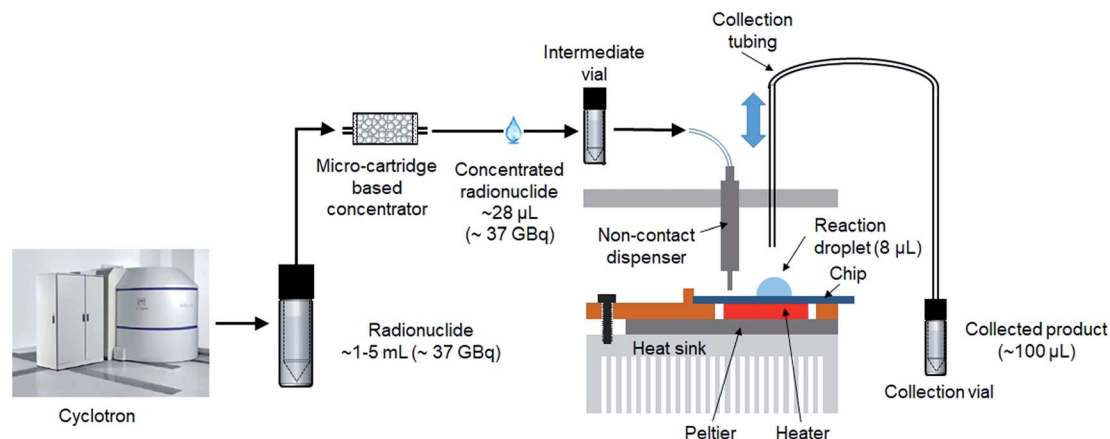 Collection
tubing
Intermediate
vial
Micro-cartridge
based
concentrator
Concentrated
radionuclide
~28 µL
(~ 37 GBq)
Non-contact
dispenser
Reaction
droplet (8 µL)
Chip
Radionuclide
~1-5 mL (~ 37 GBq)
Heat sink
Collected product
(~100 µL)
Collection vial
Cyclotron
Peltier
Heater